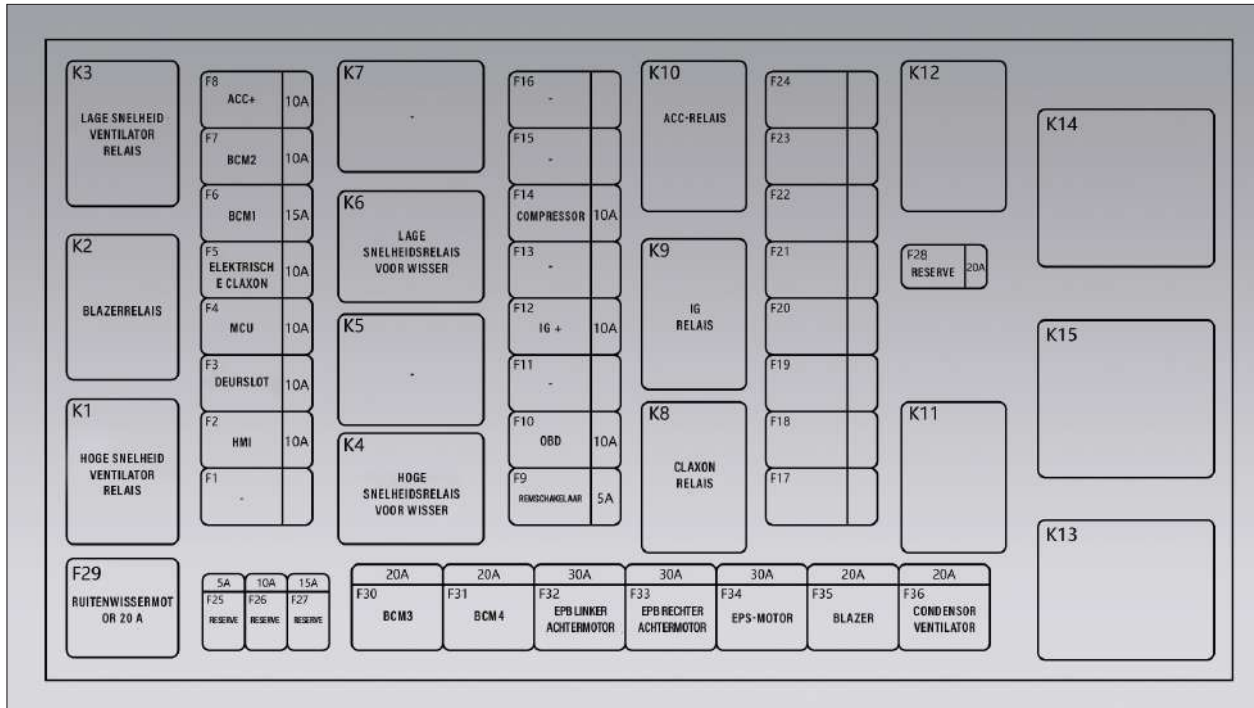 K3
LAGE SNELHEID
VENTILATOR
RELAIS
K2
BLAZERRELAIS
K1
HOGE SNELHEID
VENTILATOR
RELAIS
F29
RUITENWISSERMOT
OR 20 A
F8
ACC+
10A
F7
BCM2
10A
F6
BCM1
15A
F5
ELEKTRISCH
E CLAXON
10A
F4
MCU
10A
F3
DEURSLOT
10A
F2
HMI
10A
F1
-
5A
F25
RESERVE
10A
F26
RESERVE
15A
F27
RESERVE
K7
-
K6
LAGE
SNELHEIDSRELAIS
VOOR WISSER
K5
-
K4
HOGE
SNELHEIDSRELAIS
VOOR WISSER
F16
-
F15
-
F14
COMPRESSOR
10A
F13
-
F12
IG +
10A
F11
-
F10
OBD
10A
F9
REMSCHAKELAAR
5A
K10
ACC-RELAIS
K9
IG
RELAIS
K8
CLAXON
RELAIS
F24
F23
F22
F21
F20
F19
F18
F17
K12
F28
RESERVE
20A
K11
K14
K15
K13
20A
F30
BCM3
20A
F31
BCM4
30A
F32
EPB LINKER
ACHTERMOTOR
30A
F33
EPB RECHTER
ACHTERMOTOR
30A
F34
EPS-MOTOR
20A
F35
BLAZER
20A
F36
CONDENSOR
VENTILATOR